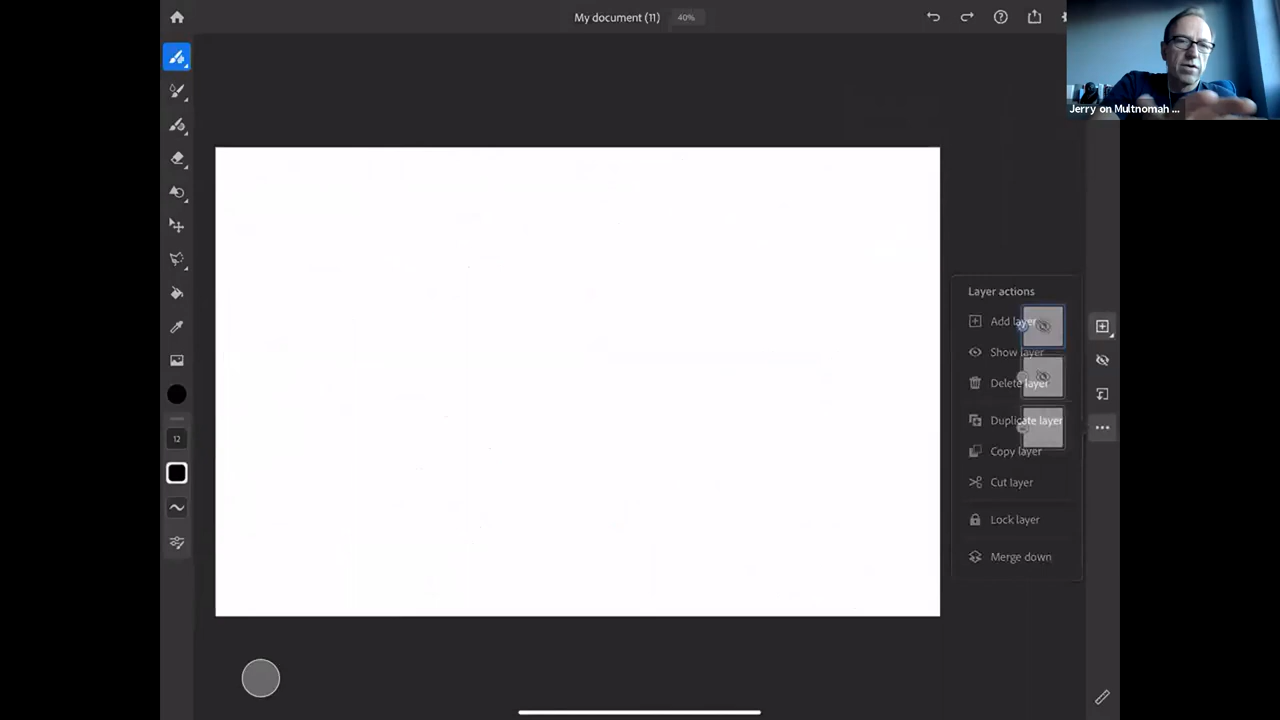 My document (11) 40%
Jerry on Multnomah ...
Layer actions
Add layer
Show layer
Delete layer
Duplicate layer
Copy layer
Cut layer
Lock layer
Merge down
12